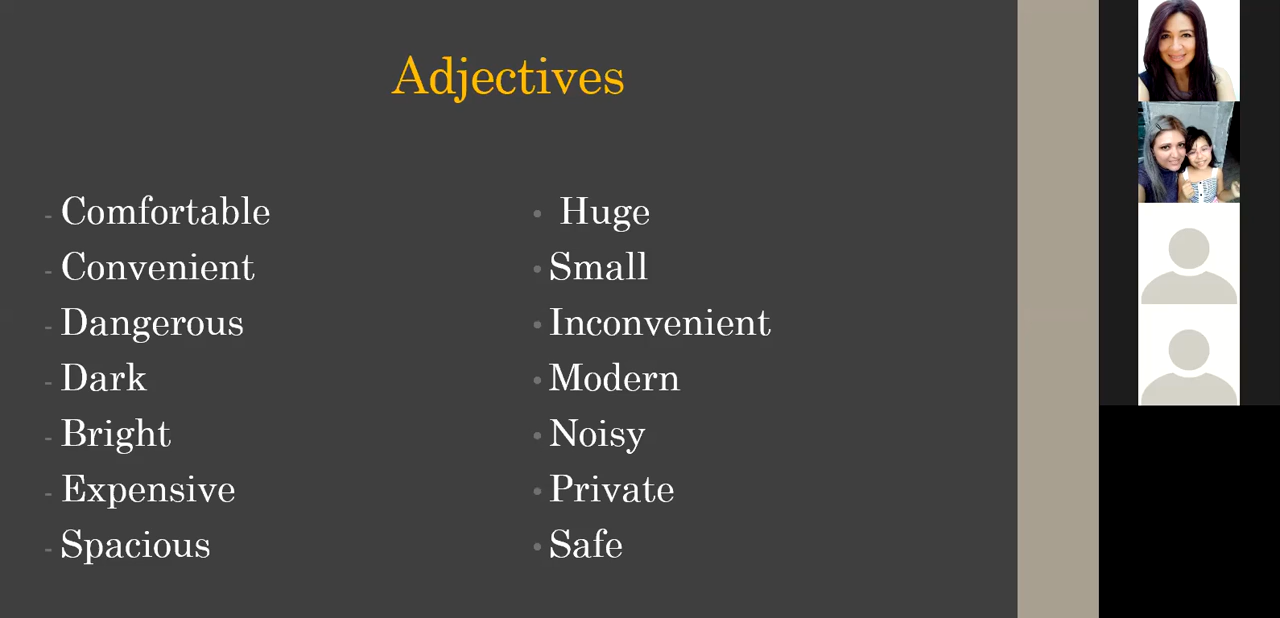 Adjectives
- Comfortable
- Convenient
- Dangerous
- Dark
- Bright
- Expensive
- Spacious
• Huge
• Small
• Inconvenient
• Modern
• Noisy
• Private
• Safe